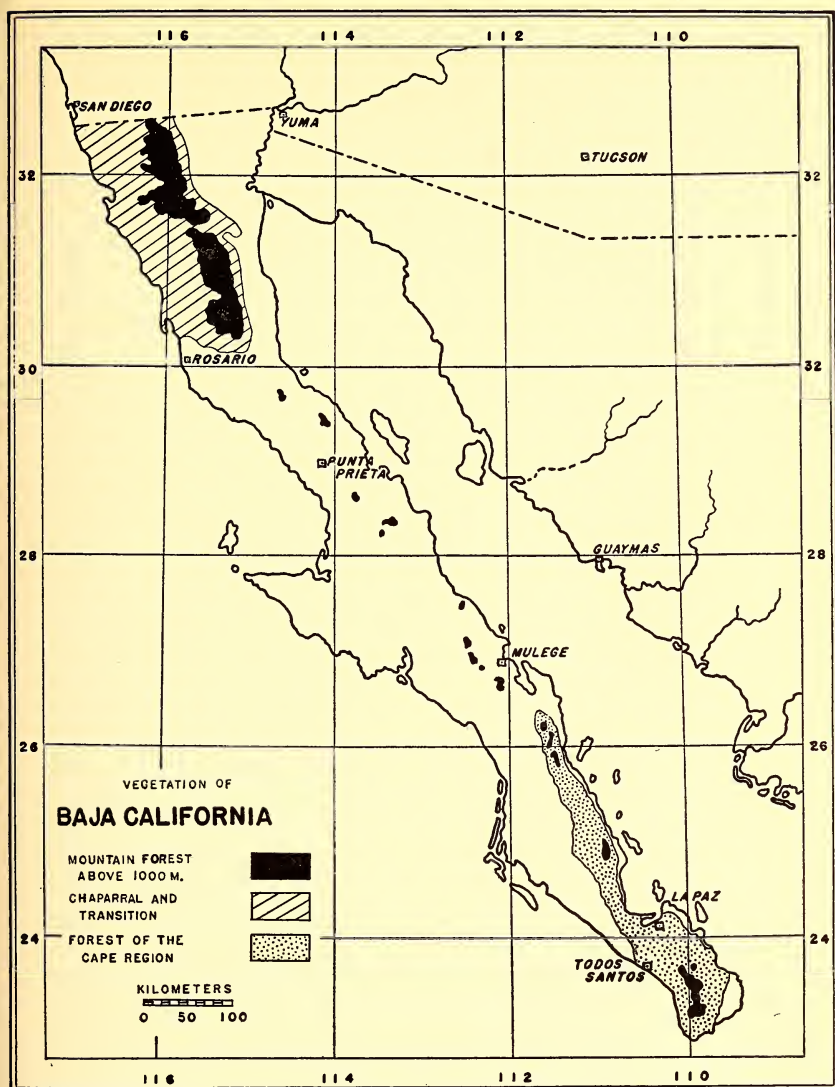 116 114 112 110
SAN DIEGO
YUMA
TUCSON
32 32
ROSARIO
30 32
PUNTA
PRIETA
28 28
GUAYMAS
MULEGE
26 26
VEGETATION OF
BAJA CALIFORNIA
MOUNTAIN FOREST
ABOVE 1000 M.
CHAPARRAL AND
TRANSITION
FOREST OF THE
CAPE REGION
LA PAZ
24 24
TODOS
SANTOS
KILOMETERS
0 50 100
116 114 112 110